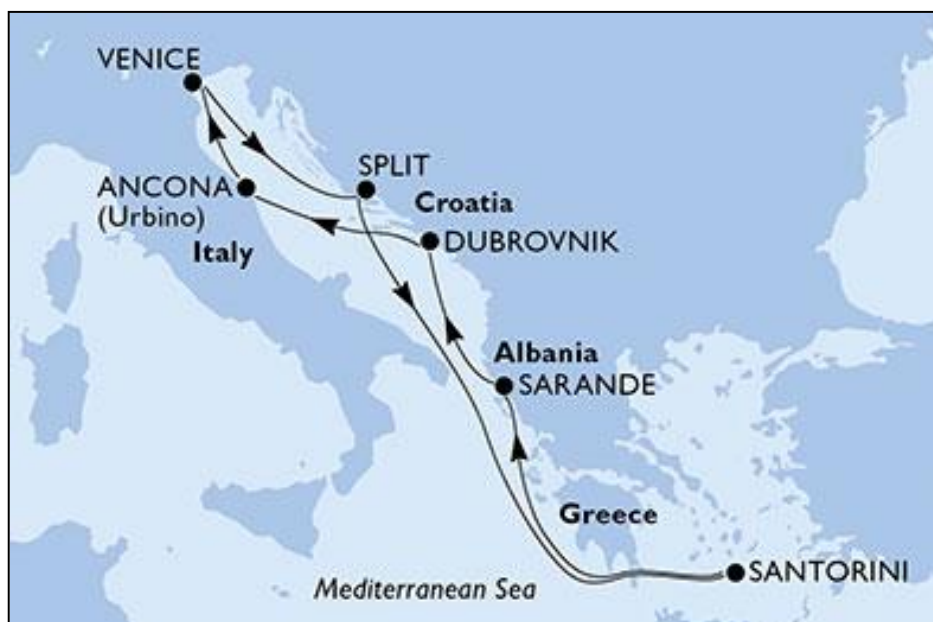 VENICE
SPLIT
ANCONA
(Urbino)
Croatia
Italy
DUBROVNIK
Albania
SARANDE
Greece
SANTORINI
Mediterranean Sea